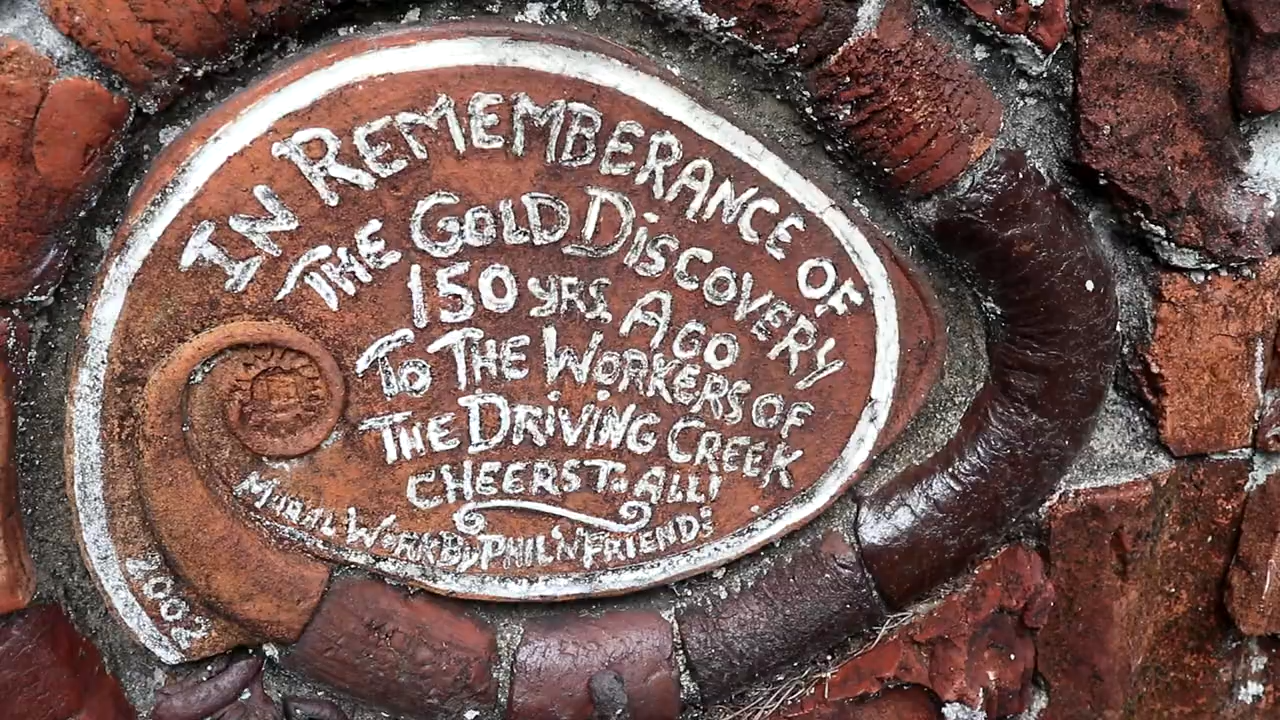 IN REMEMBERANCE OF
THE GOLD DiSCOVERY
150 YRS AGO
To THE WORKERS OF
THE DRiViNG CREEK
CHEERS To ALL!
MURAL WORK By PHIL'N'FRIENDS
2002